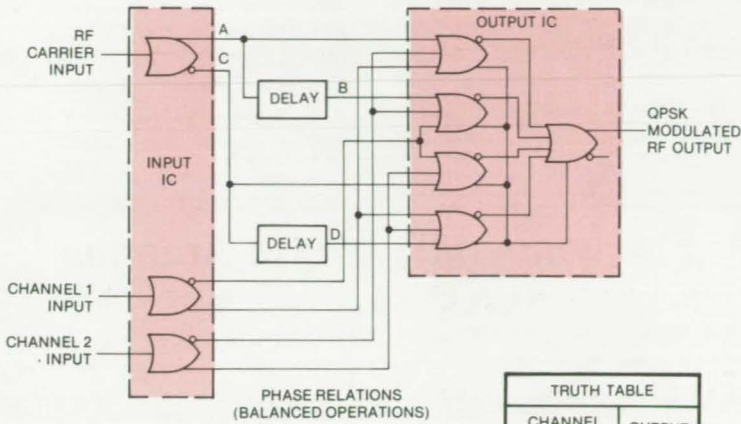 RF
CARRIER
INPUT
A
C
OUTPUT IC
DELAY
B
INPUT
IC
QPSK
MODULATED
RF OUTPUT
DELAY
D
CHANNEL 1
INPUT
CHANNEL 2
INPUT
PHASE RELATIONS
(BALANCED OPERATIONS)
TRUTH TABLE
CHANNEL
OUTPUT